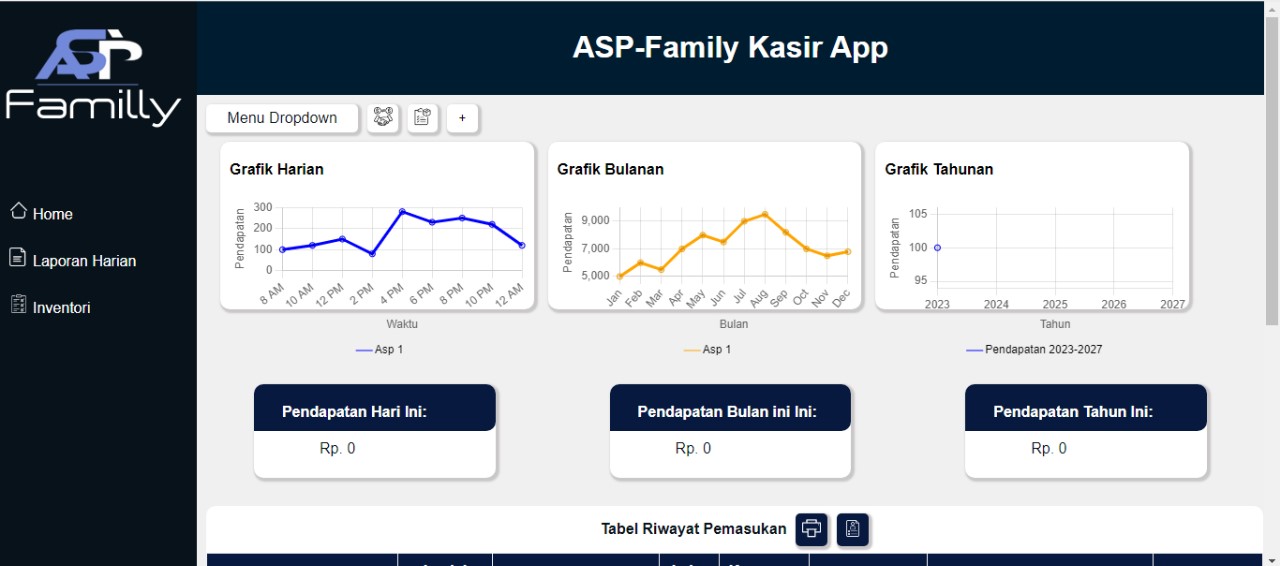 ASP
Familly
ASP-Family Kasir App
Home
Laporan Harian
Inventori
Menu Dropdown
+
Grafik Harian
Pendapatan
300
200
100
0
8 AM
10 AM
12 PM
2 PM
4 PM
6 PM
8 PM
10 PM
12 AM
Waktu
Asp 1
Grafik Bulanan
Pendapatan
9,000
7,000
5,000
Jan
Feb
Mar
Apr
May
Jun
Jul
Aug
Sep
Oct
Nov
Dec
Bulan
Asp 1
Grafik Tahunan
Pendapatan
105
100
95
2023
2024
2025
2026
2027
Tahun
Pendapatan 2023-2027
Pendapatan Hari Ini:
Rp. 0
Pendapatan Bulan ini Ini:
Rp. 0
Pendapatan Tahun Ini:
Rp. 0
Tabel Riwayat Pemasukan